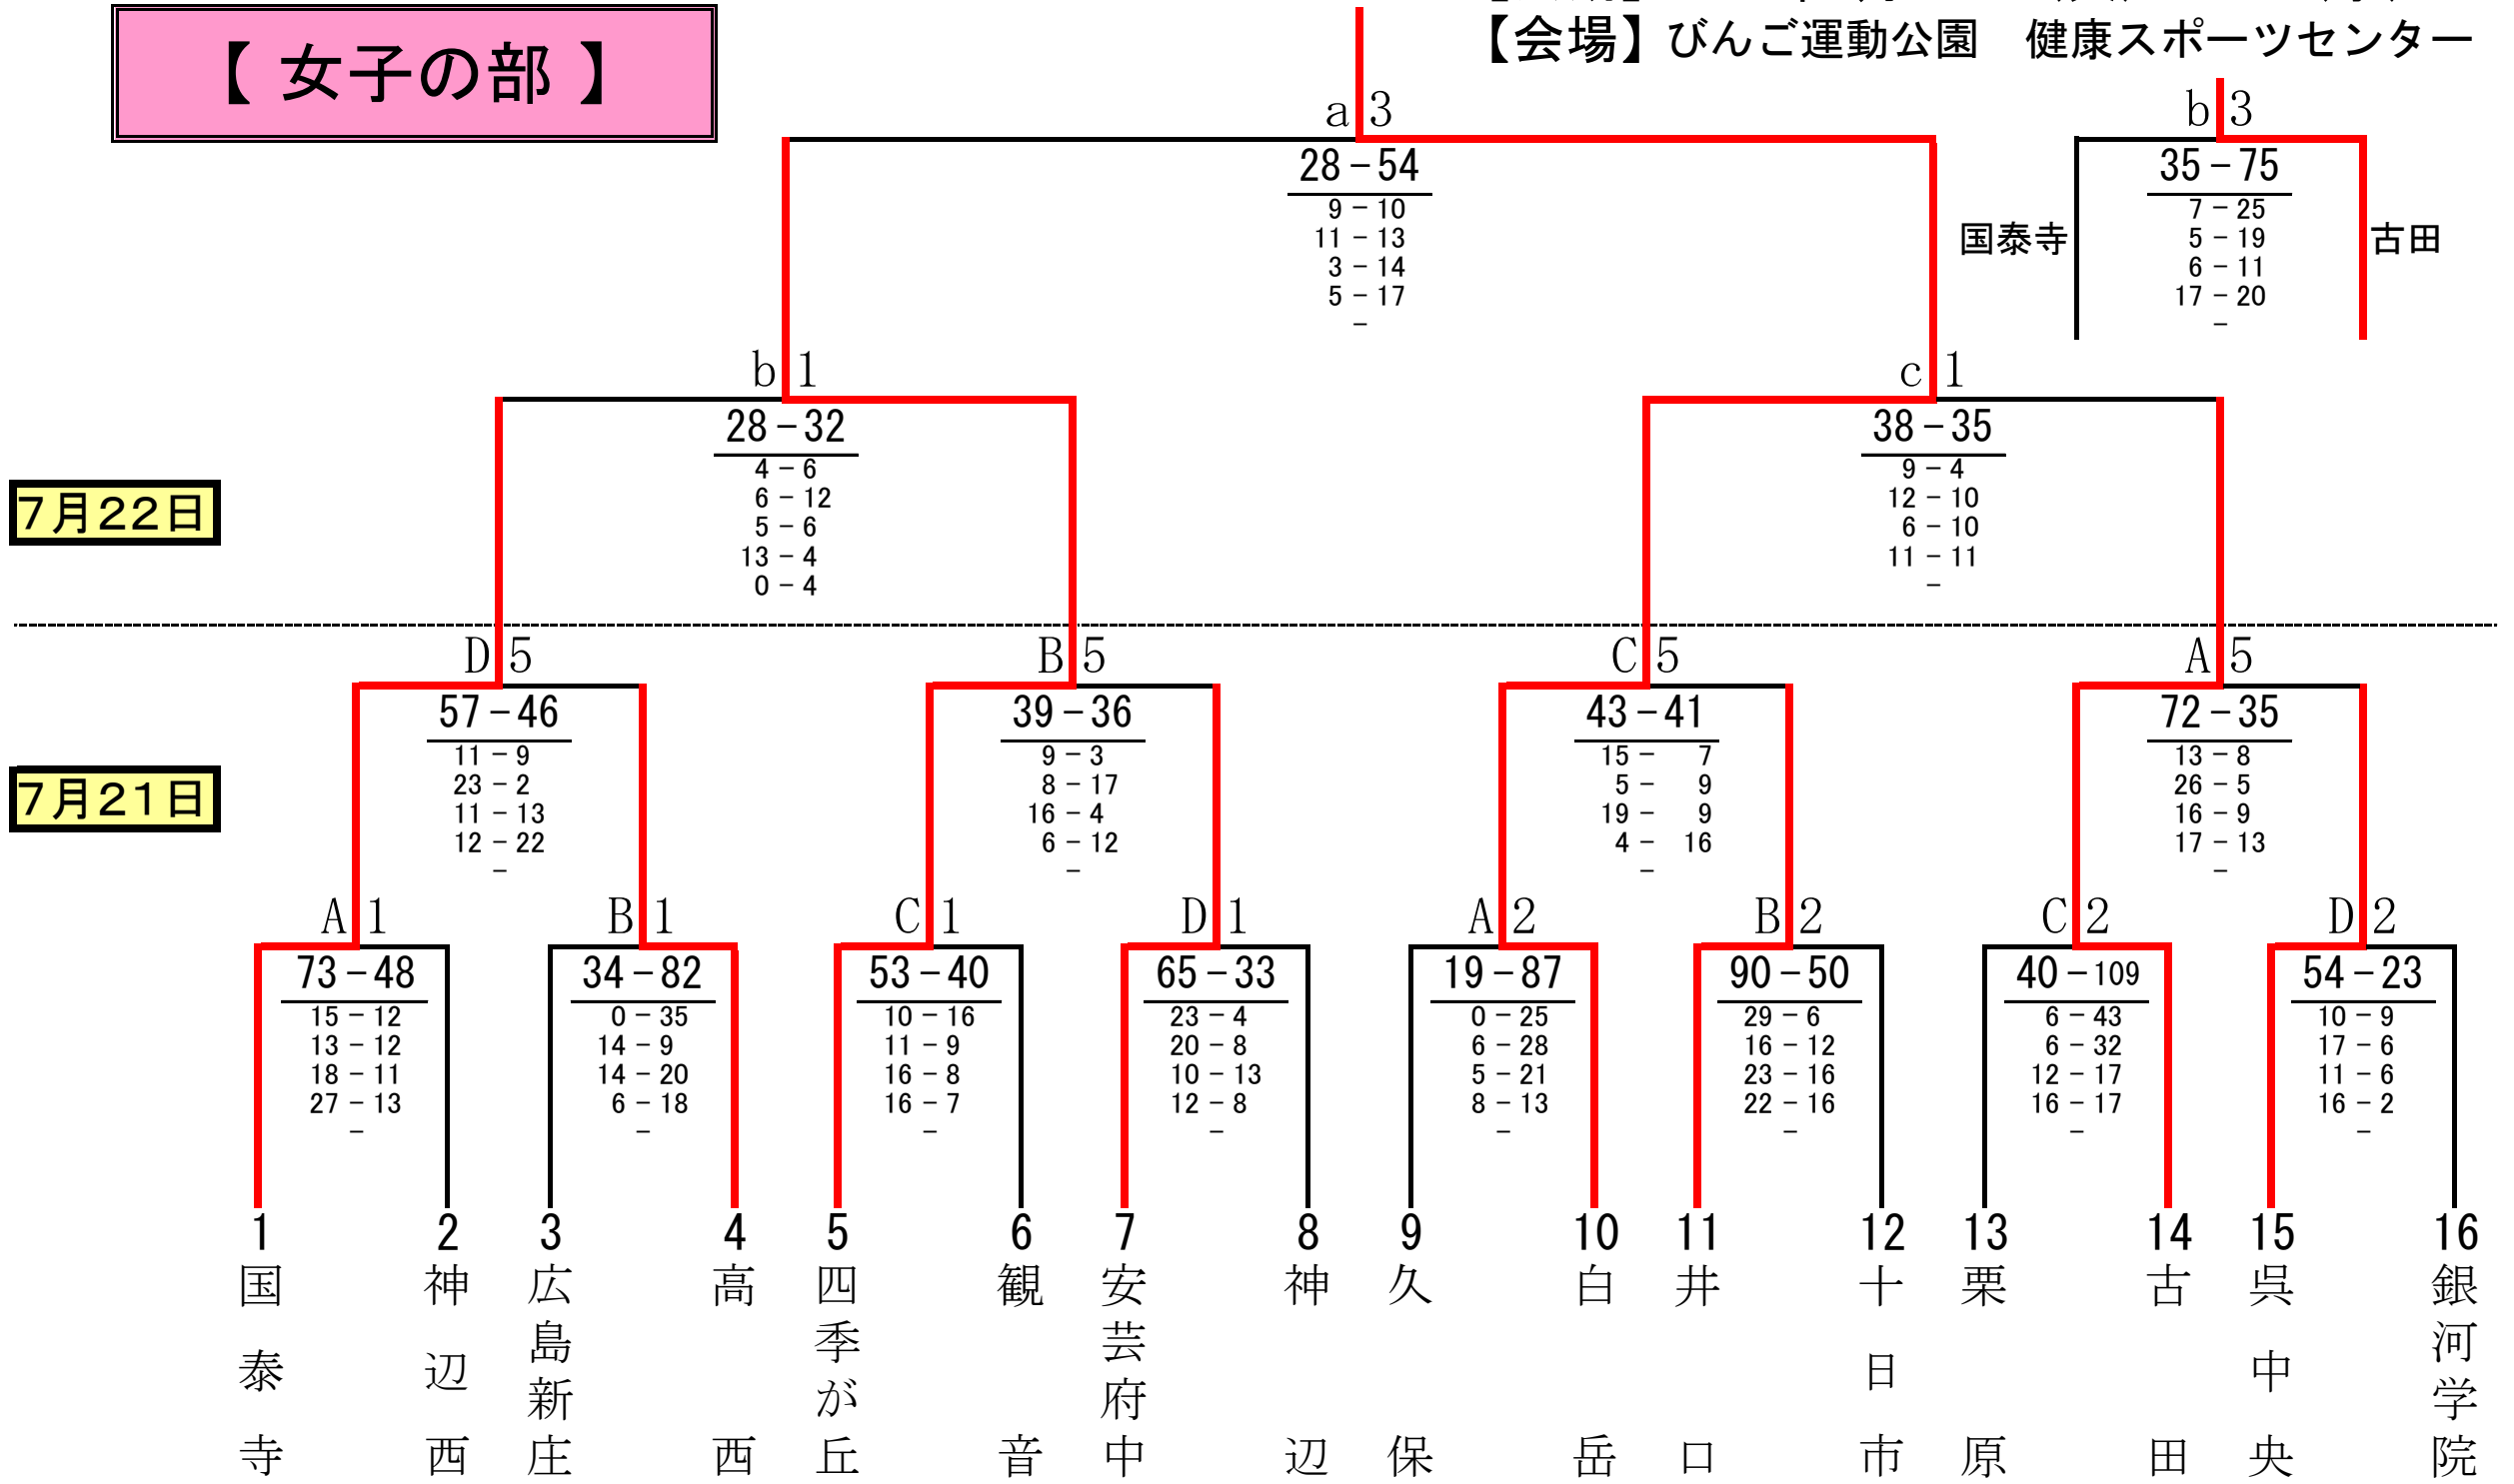 【 女子の部 】
【会場】びんご運動公園　健康スポーツセンター
a 3
28－54
9－10
11－13
3－14
5－17
－
b 3
35－75
7－25
5－19
6－11
17－20
－
国泰寺
古田
b 1
28－32
4－6
6－12
5－6
13－4
0－4
c 1
38－35
9－4
12－10
6－10
11－11
－
7月22日
D 5
57－46
11－9
23－2
11－13
12－22
－
B 5
39－36
9－3
8－17
16－4
6－12
－
C 5
43－41
15－7
5－9
19－9
4－16
－
A 5
72－35
13－8
26－5
16－9
17－13
－
7月21日
A 1
73－48
15－12
13－12
18－11
27－13
－
B 1
34－82
0－35
14－9
14－20
6－18
－
C 1
53－40
10－16
11－9
16－8
16－7
－
D 1
65－33
23－4
20－8
10－13
12－8
－
A 2
19－87
0－25
6－28
5－21
8－13
－
B 2
90－50
29－6
16－12
23－16
22－16
－
C 2
40－109
6－43
6－32
12－17
16－17
－
D 2
54－23
10－9
17－6
11－6
16－2
－
1 国泰寺
2 神辺西
3 広島新庄
4 高西
5 四季が丘
6 観音
7 安芸府中
8 神辺
9 久保
10 白岳
11 井口
12 十日市
13 栗原
14 古田
15 呉中央
16 銀河学院